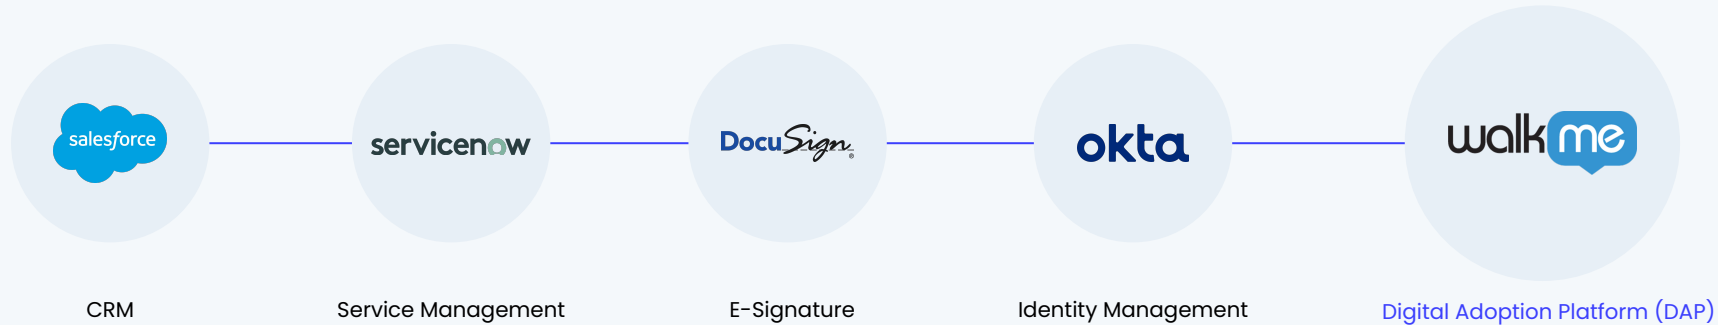 salesforce
servicenow
DocuSign®
okta
walkme
CRM
Service Management
E-Signature
Identity Management
Digital Adoption Platform (DAP)